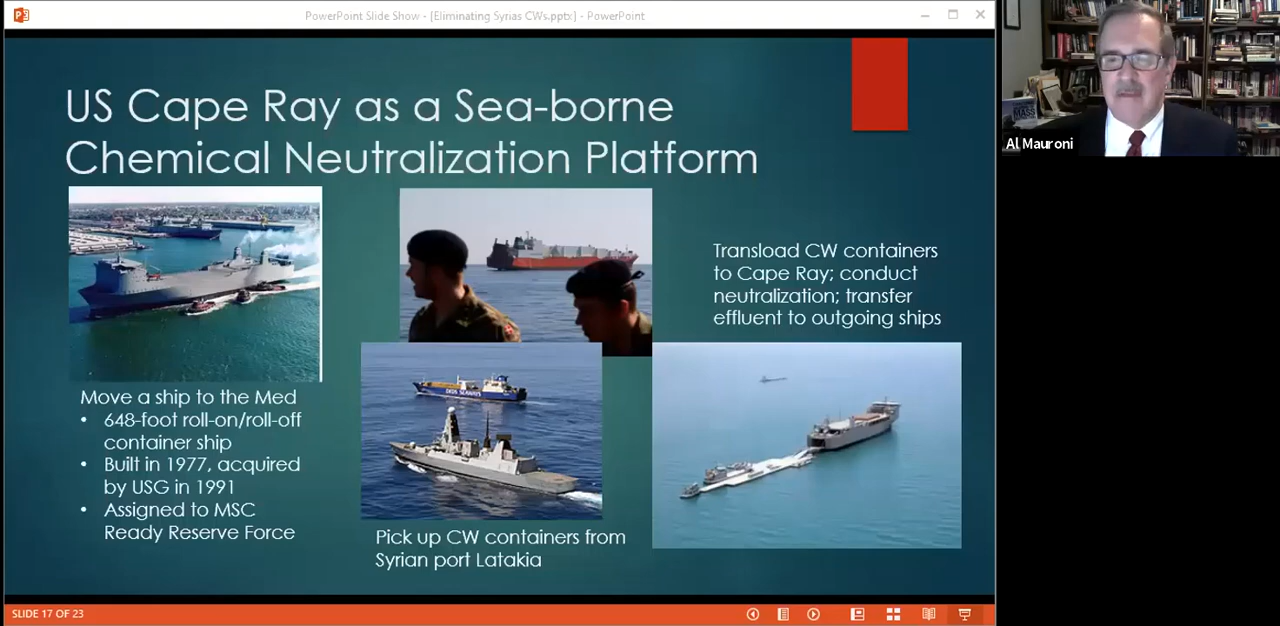 PowerPoint Slide Show - [Eliminating Syrias CWs.pptx] - PowerPoint
US Cape Ray as a Sea-borne
Chemical Neutralization Platform
Transload CW containers
to Cape Ray; conduct
neutralization; transfer
effluent to outgoing ships
DFDS SEAWAYS
Move a ship to the Med
• 648-foot roll-on/roll-off
container ship
• Built in 1977, acquired
by USG in 1991
• Assigned to MSC
Ready Reserve Force
Pick up CW containers from
Syrian port Latakia
SLIDE 17 OF 23
MASS
Al Mauroni